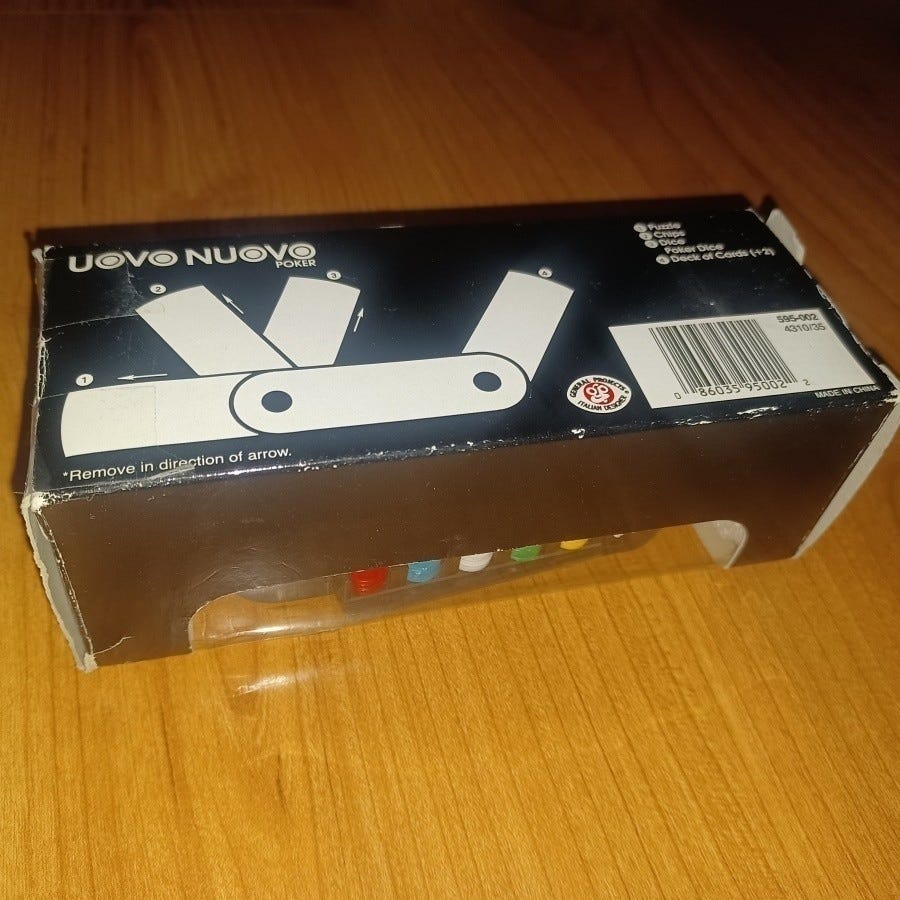 UOVO NUOVO
POKER
1 Puzzle
2 Chips
3 Dice
Poker Dice
4 Deck of Cards (+2)
2
3
4
1
595-002
4310/35
0 86035 95002 2
MADE IN CHINA
GENERAL PROJECTS
ITALIAN DESIGNER
*Remove in direction of arrow.